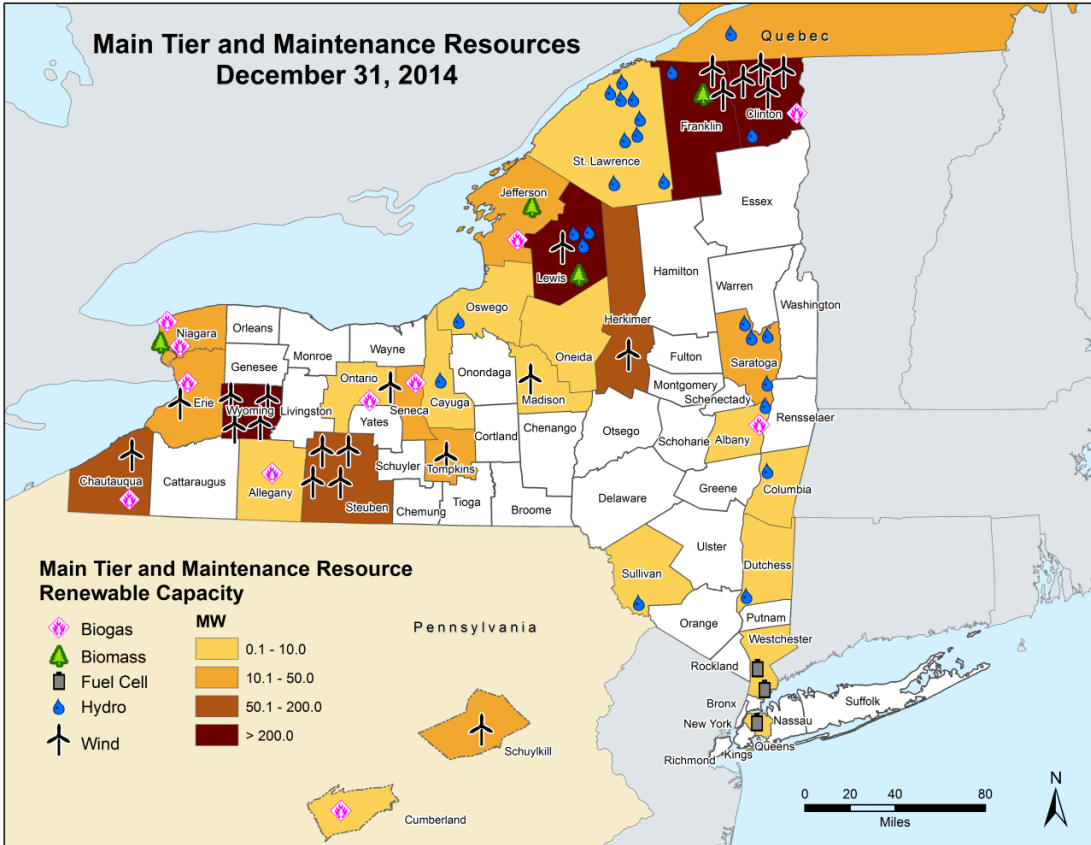 Main Tier and Maintenance Resources
December 31, 2014
Quebec
Franklin
Clinton
St. Lawrence
Jefferson
Essex
Lewis
Hamilton
Warren
Washington
Oswego
Herkimer
Oneida
Niagara
Orleans
Monroe
Wayne
Genesee
Onondaga
Fulton
Saratoga
Ontario
Madison
Montgomery
Schenectady
Erie
Wyoming
Livingston
Seneca
Cayuga
Yates
Cortland
Chenango
Otsego
Schoharie
Albany
Rensselaer
Chautauqua
Cattaraugus
Allegany
Steuben
Schuyler
Tompkins
Chemung
Tioga
Broome
Delaware
Greene
Columbia
Ulster
Sullivan
Dutchess
Orange
Putnam
Westchester
Rockland
Bronx
New York
Nassau
Suffolk
Richmond
Kings
Queens
Pennsylvania
Schuylkill
Cumberland
Main Tier and Maintenance Resource
Renewable Capacity
Biogas
Biomass
Fuel Cell
Hydro
Wind
MW
0.1 - 10.0
10.1 - 50.0
50.1 - 200.0
> 200.0
N
0 20 40 80
Miles